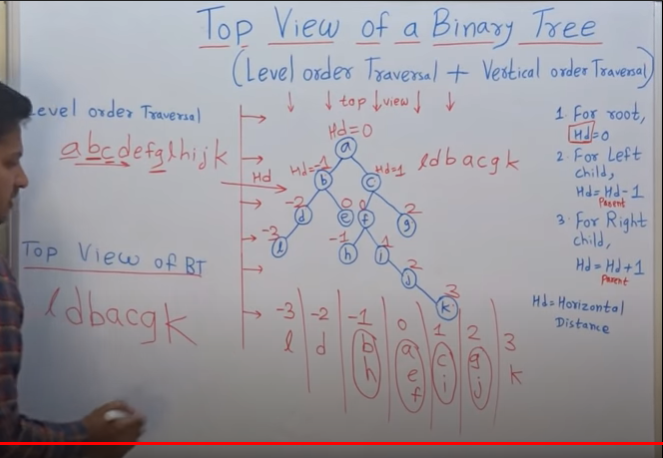 Top View of a Binary Tree
(Level order Traversal + Vertical order Traversal)
top view
Level order Traversal
abcdefglhijk
Hd
Hd=0
a
Hd=-1
b
Hd=1
c
ldbacgk
-2
d
0
e
0
f
2
g
-3
l
-1
h
1
i
2
j
3
k
Top View of BT
ldbacgk
-3 -2 -1 0 1 2 3
l d b a c g k
h e i j
f
1. For root,
Hd=0
2. For Left
child,
Hd = Hd-1
Parent
3. For Right
child,
Hd = Hd+1
Parent
Hd=Horizontal
Distance